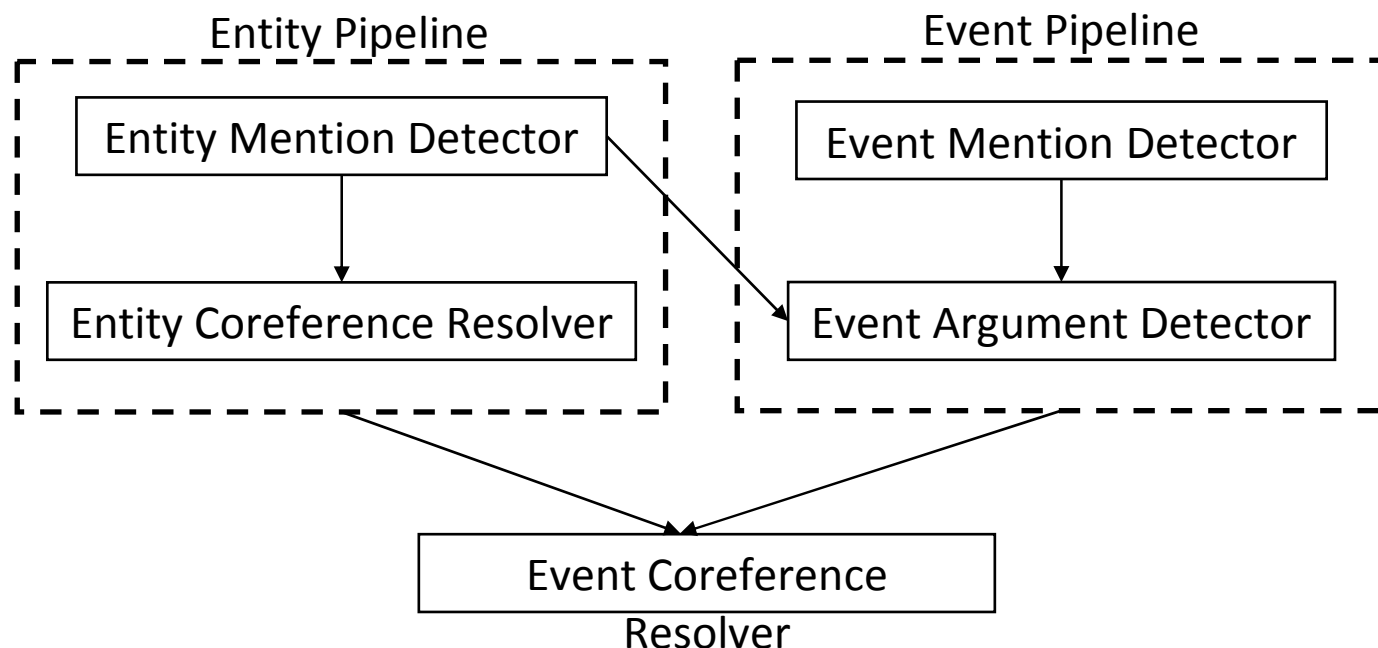 Entity Pipeline
Event Pipeline
Entity Mention Detector
Event Mention Detector
Entity Coreference Resolver
Event Argument Detector
Event Coreference
Resolver